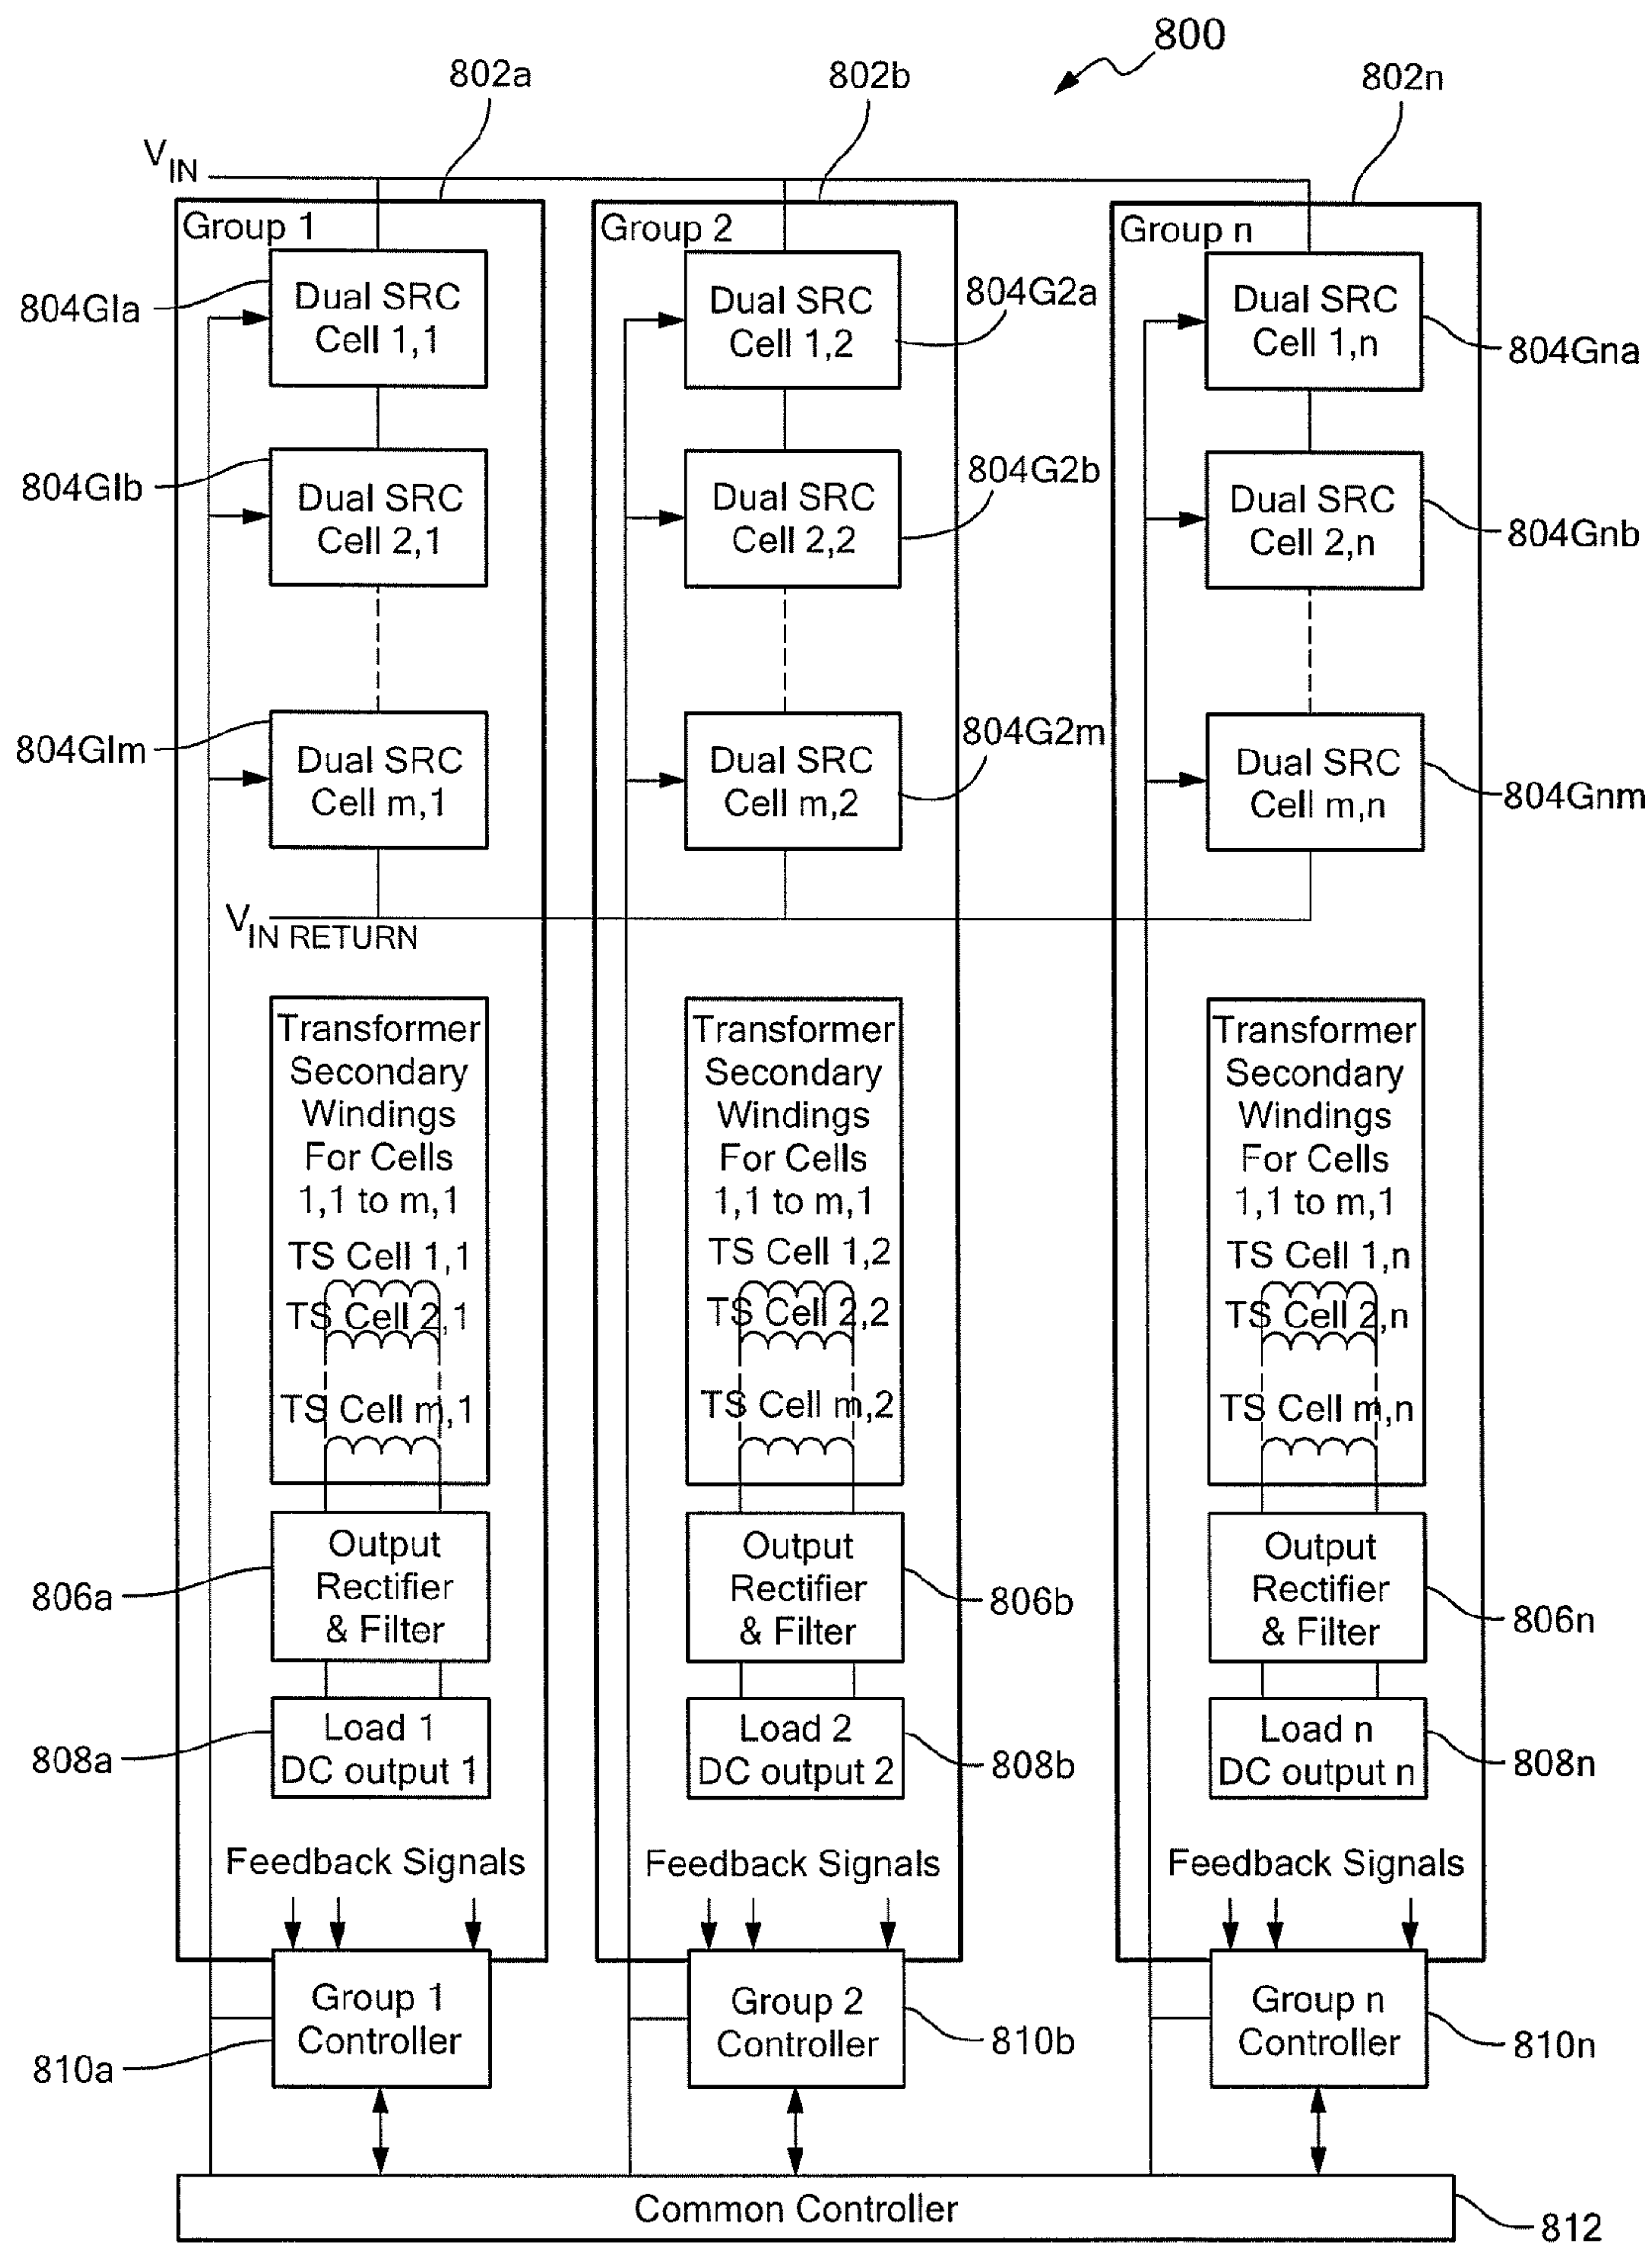 800
802a
802b
802n
VIN
Group 1
Group 2
Group n
804GIa
Dual SRC
Cell 1,1
Dual SRC
Cell 1,2
804G2a
Dual SRC
Cell 1,n
804Gna
804GIb
Dual SRC
Cell 2,1
Dual SRC
Cell 2,2
804G2b
Dual SRC
Cell 2,n
804Gnb
804GIm
Dual SRC
Cell m,1
Dual SRC
Cell m,2
804G2m
Dual SRC
Cell m,n
804Gnm
VIN RETURN
Transformer
Secondary
Windings
For Cells
1,1 to m,1
TS Cell 1,1
TS Cell 2,1
TS Cell m,1
Transformer
Secondary
Windings
For Cells
1,1 to m,1
TS Cell 1,2
TS Cell 2,2
TS Cell m,2
Transformer
Secondary
Windings
For Cells
1,1 to m,1
TS Cell 1,n
TS Cell 2,n
TS Cell m,n
806a
Output
Rectifier
& Filter
Output
Rectifier
& Filter
806b
Output
Rectifier
& Filter
806n
808a
Load 1
DC output 1
Load 2
DC output 2
808b
Load n
DC output n
808n
Feedback Signals
Feedback Signals
Feedback Signals
810a
Group 1
Controller
Group 2
Controller
810b
Group n
Controller
810n
Common Controller
812